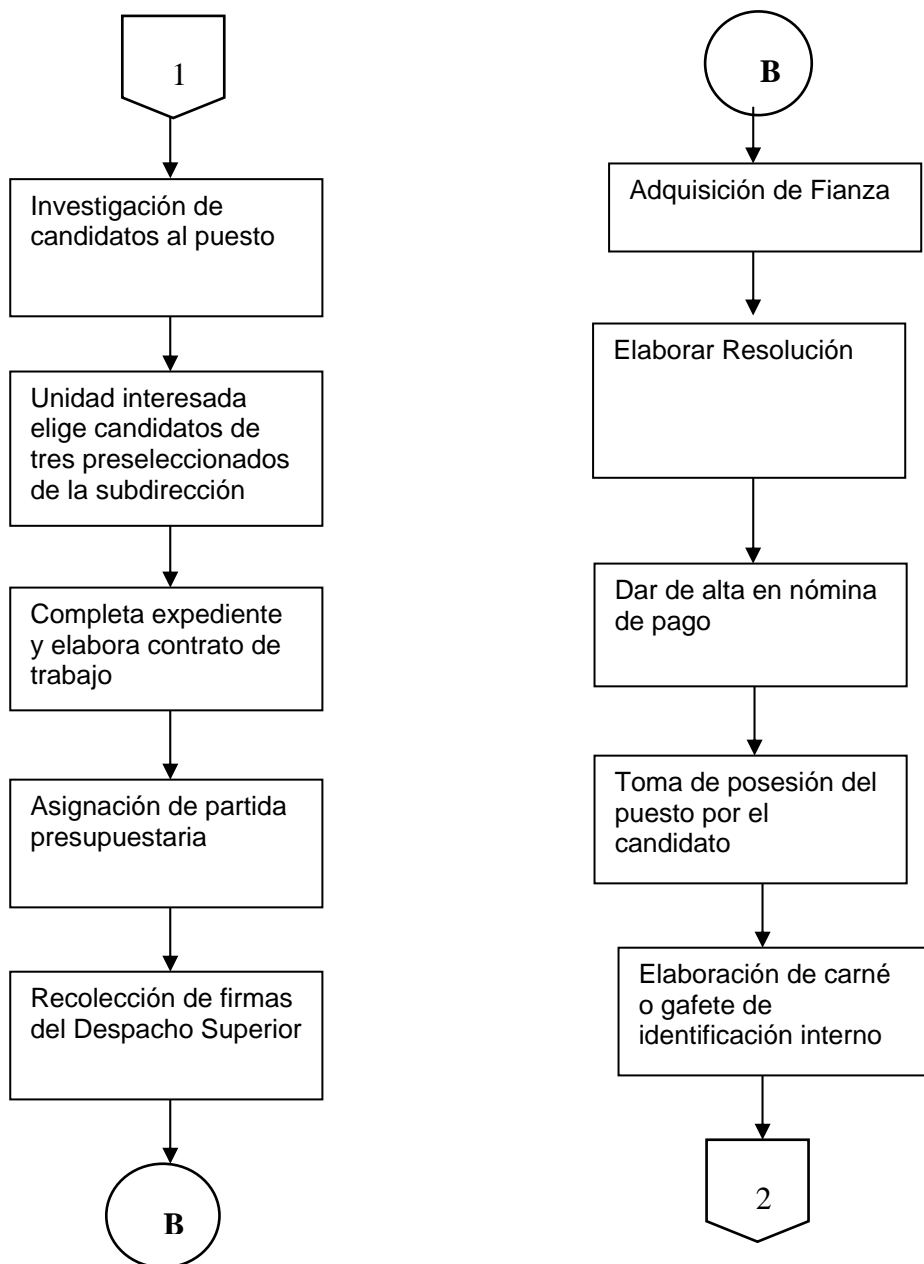 1
Investigación de
candidatos al puesto
Unidad interesada
elige candidatos de
tres preseleccionados
de la subdirección
Completa expediente
y elabora contrato de
trabajo
Asignación de partida
presupuestaria
Recolección de firmas
del Despacho Superior
B
B
Adquisición de Fianza
Elaborar Resolución
Dar de alta en nómina
de pago
Toma de posesión del
puesto por el
candidato
Elaboración de carné
o gafete de
identificación interno
2